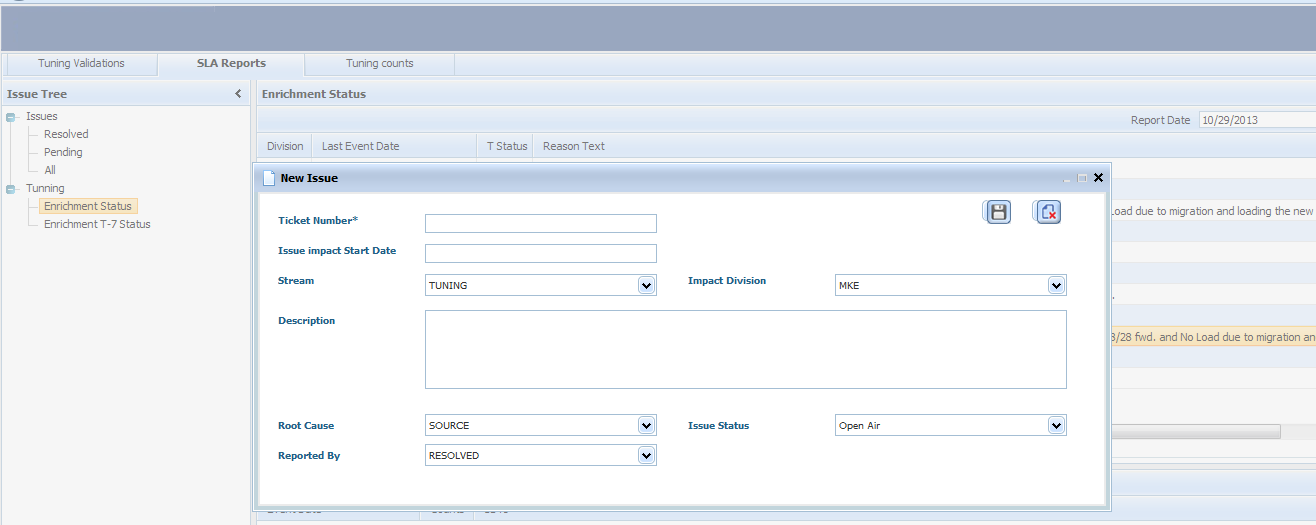 Tuning Validations SLA Reports Tuning counts
Issue Tree
Enrichment Status
Issues
Resolved
Pending
All
Tunning
Enrichment Status
Enrichment T-7 Status
Report Date 10/29/2013
Division Last Event Date T Status Reason Text
New Issue
Ticket Number*
Issue impact Start Date
Stream TUNING Impact Division MKE
Description
Root Cause SOURCE Issue Status Open Air
Reported By RESOLVED
Load due to migration and loading the new
3/28 fwd. and No Load due to migration an